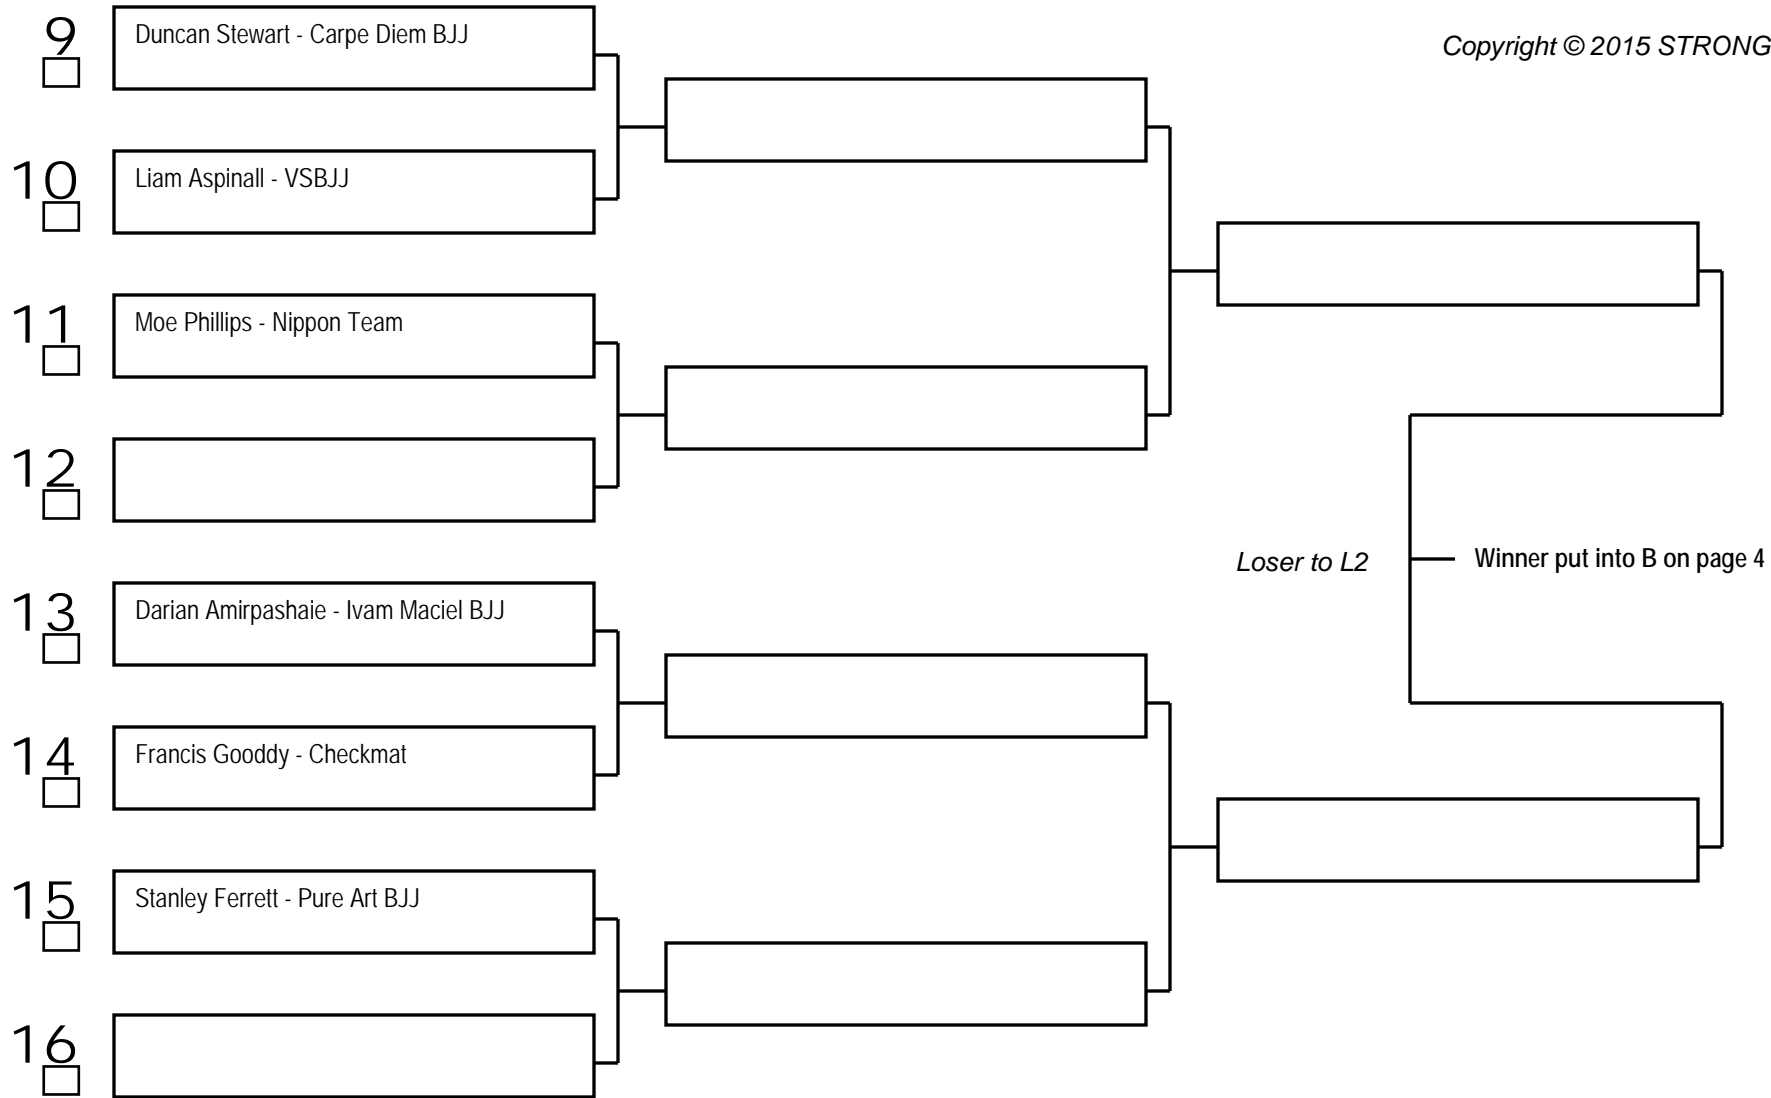 9
Duncan Stewart - Carpe Diem BJJ
Copyright © 2015 STRONG
10
Liam Aspinall - VSBJJ
11
Moe Phillips - Nippon Team
12
Loser to L2
Winner put into B on page 4
13
Darian Amirpashaie - Ivam Maciel BJJ
14
Francis Gooddy - Checkmat
15
Stanley Ferrett - Pure Art BJJ
16